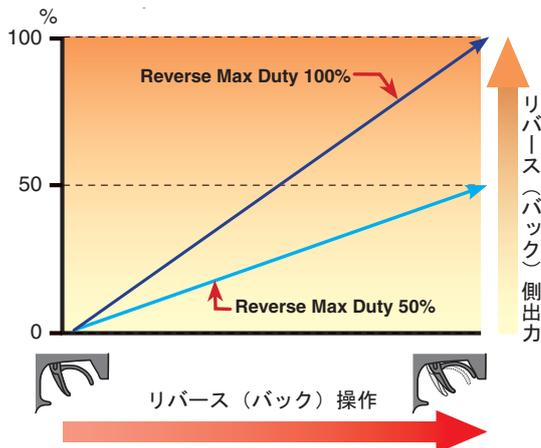 %
100
Reverse Max Duty 100%
50
Reverse Max Duty 50%
0
リバース（バック）操作
リバース（バック）側出力